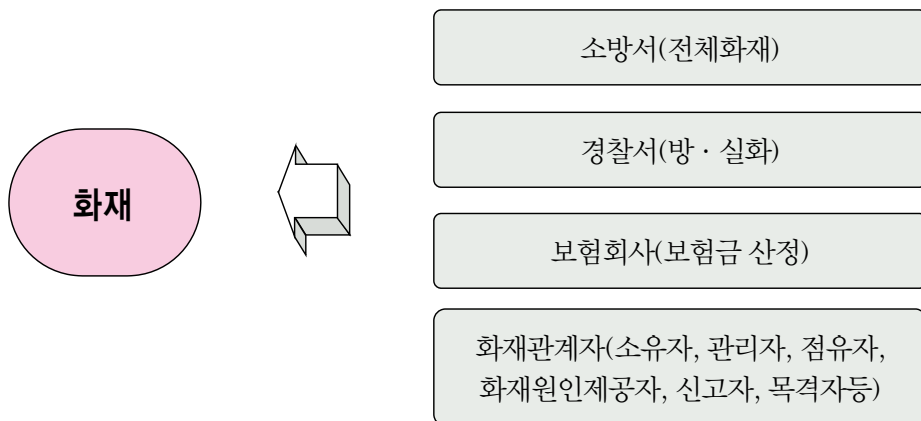 소방서(전체화재)
경찰서(방 · 실화)
화재
보험회사(보험금 산정)
화재관계자(소유자, 관리자, 점유자,
화재원인제공자, 신고자, 목격자등)